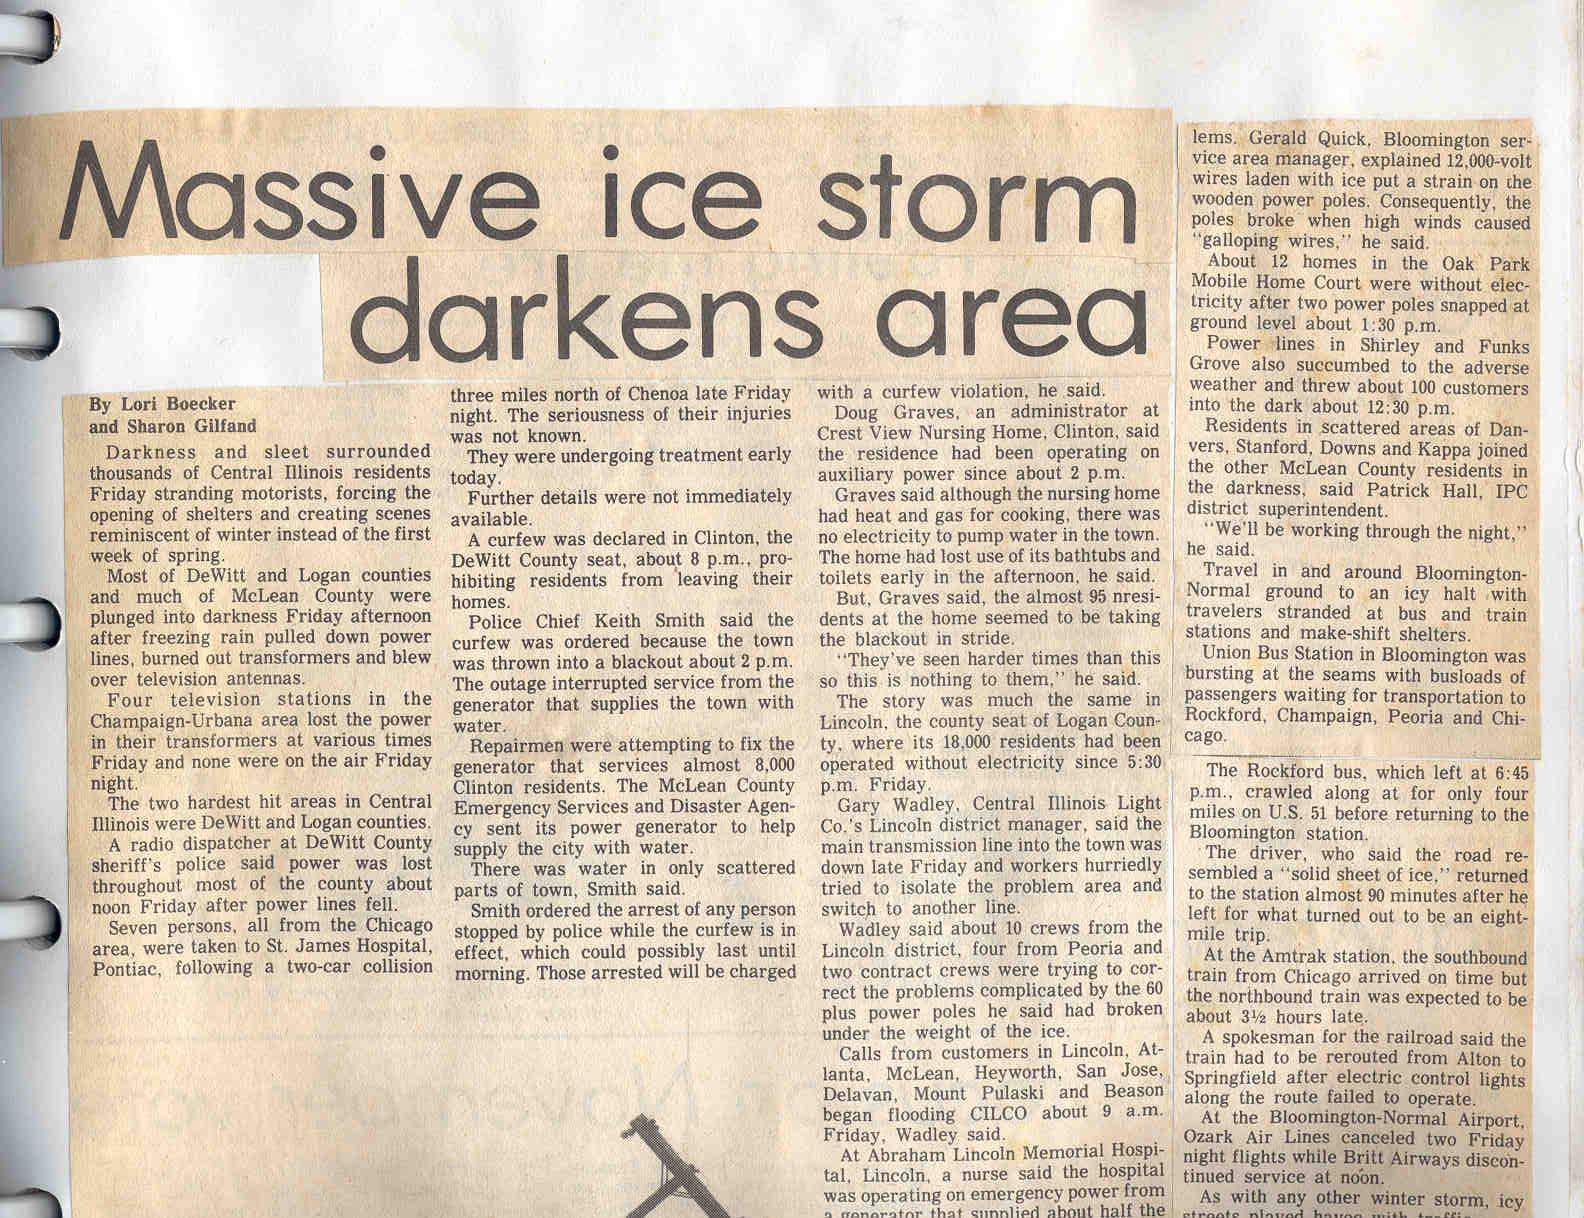 Massive ice storm
darkens area
By Lori Boecker
and Sharon Gilfand
Darkness and sleet surrounded
thousands of Central Illinois residents
Friday stranding motorists, forcing the
opening of shelters and creating scenes
reminiscent of winter instead of the first
week of spring.
Most of DeWitt and Logan counties
and much of McLean County were
plunged into darkness Friday afternoon
after freezing rain pulled down power
lines, burned out transformers and blew
over television antennas.
Four television stations in the
Champaign-Urbana area lost the power
in their transformers at various times
Friday and none were on the air Friday
night.
The two hardest hit areas in Central
Illinois were DeWitt and Logan counties.
A radio dispatcher at DeWitt County
sheriff's police said power was lost
throughout most of the county about
noon Friday after power lines fell.
Seven persons, all from the Chicago
area, were taken to St. James Hospital,
Pontiac, following a two-car collision
three miles north of Chenoa late Friday
night. The seriousness of their injuries
was not known.
They were undergoing treatment early
today.
Further details were not immediately
available.
A curfew was declared in Clinton, the
DeWitt County seat, about 8 p.m., pro-
hibiting residents from leaving their
homes.
Police Chief Keith Smith said the
curfew was ordered because the town
was thrown into a blackout about 2 p.m.
The outage interrupted service from the
generator that supplies the town with
water.
Repairmen were attempting to fix the
generator that services almost 8,000
Clinton residents. The McLean County
Emergency Services and Disaster Agen-
cy sent its power generator to help
supply the city with water.
There was water in only scattered
parts of town, Smith said.
Smith ordered the arrest of any person
stopped by police while the curfew is in
effect, which could possibly last until
morning. Those arrested will be charged
with a curfew violation, he said.
Doug Graves, an administrator at
Crest View Nursing Home, Clinton, said
the residence had been operating on
auxiliary power since about 2 p.m.
Graves said although the nursing home
had heat and gas for cooking, there was
no electricity to pump water in the town.
The home had lost use of its bathtubs and
toilets early in the afternoon, he said.
But, Graves said, the almost 95 nresi-
dents at the home seemed to be taking
the blackout in stride.
"They've seen harder times than this
so this is nothing to them," he said.
The story was much the same in
Lincoln, the county seat of Logan Coun-
ty, where its 18,000 residents had been
operated without electricity since 5:30
p.m. Friday.
Gary Wadley, Central Illinois Light
Co.'s Lincoln district manager, said the
main transmission line into the town was
down late Friday and workers hurriedly
tried to isolate the problem area and
switch to another line.
Wadley said about 10 crews from the
Lincoln district, four from Peoria and
two contract crews were trying to cor-
rect the problems complicated by the 60
plus power poles he said had broken
under the weight of the ice.
Calls from customers in Lincoln, At-
lanta, McLean, Heyworth, San Jose,
Delavan, Mount Pulaski and Beason
began flooding CILCO about 9 a.m.
Friday, Wadley said.
At Abraham Lincoln Memorial Hospi-
tal, Lincoln, a nurse said the hospital
was operating on emergency power from
a generator that supplied about half the
lems. Gerald Quick, Bloomington ser-
vice area manager, explained 12,000-volt
wires laden with ice put a strain on the
wooden power poles. Consequently, the
poles broke when high winds caused
"galloping wires," he said.
About 12 homes in the Oak Park
Mobile Home Court were without elec-
tricity after two power poles snapped at
ground level about 1:30 p.m.
Power lines in Shirley and Funks
Grove also succumbed to the adverse
weather and threw about 100 customers
into the dark about 12:30 p.m.
Residents in scattered areas of Dan-
vers, Stanford, Downs and Kappa joined
the other McLean County residents in
the darkness, said Patrick Hall, IPC
district superintendent.
"We'll be working through the night,"
he said.
Travel in and around Bloomington-
Normal ground to an icy halt with
travelers stranded at bus and train
stations and make-shift shelters.
Union Bus Station in Bloomington was
bursting at the seams with busloads of
passengers waiting for transportation to
Rockford, Champaign, Peoria and Chi-
cago.
The Rockford bus, which left at 6:45
p.m., crawled along at for only four
miles on U.S. 51 before returning to the
Bloomington station.
The driver, who said the road re-
sembled a "solid sheet of ice," returned
to the station almost 90 minutes after he
left for what turned out to be an eight-
mile trip.
At the Amtrak station, the southbound
train from Chicago arrived on time but
the northbound train was expected to be
about 3½ hours late.
A spokesman for the railroad said the
train had to be rerouted from Alton to
Springfield after electric control lights
along the route failed to operate.
At the Bloomington-Normal Airport,
Ozark Air Lines canceled two Friday
night flights while Britt Airways discon-
tinued service at noon.
As with any other winter storm, icy
streets played havoc with